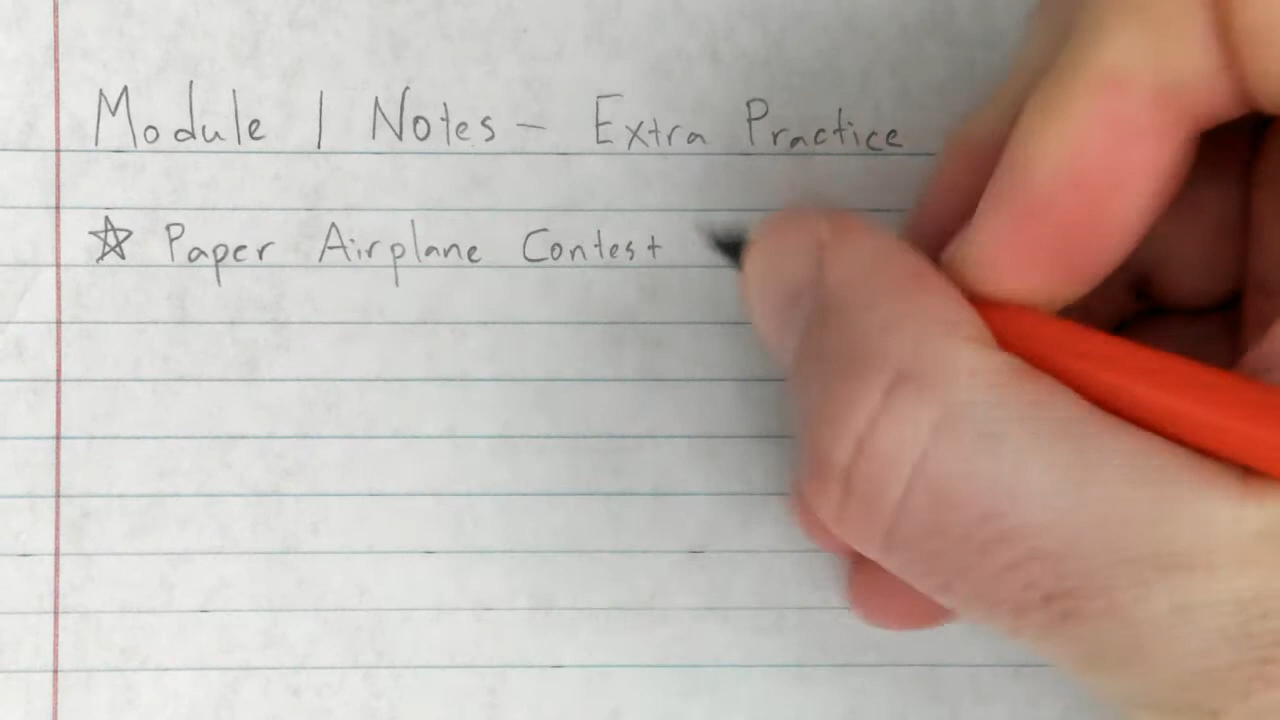 Module 1 Notes - Extra Practice
☆ Paper Airplane Contest